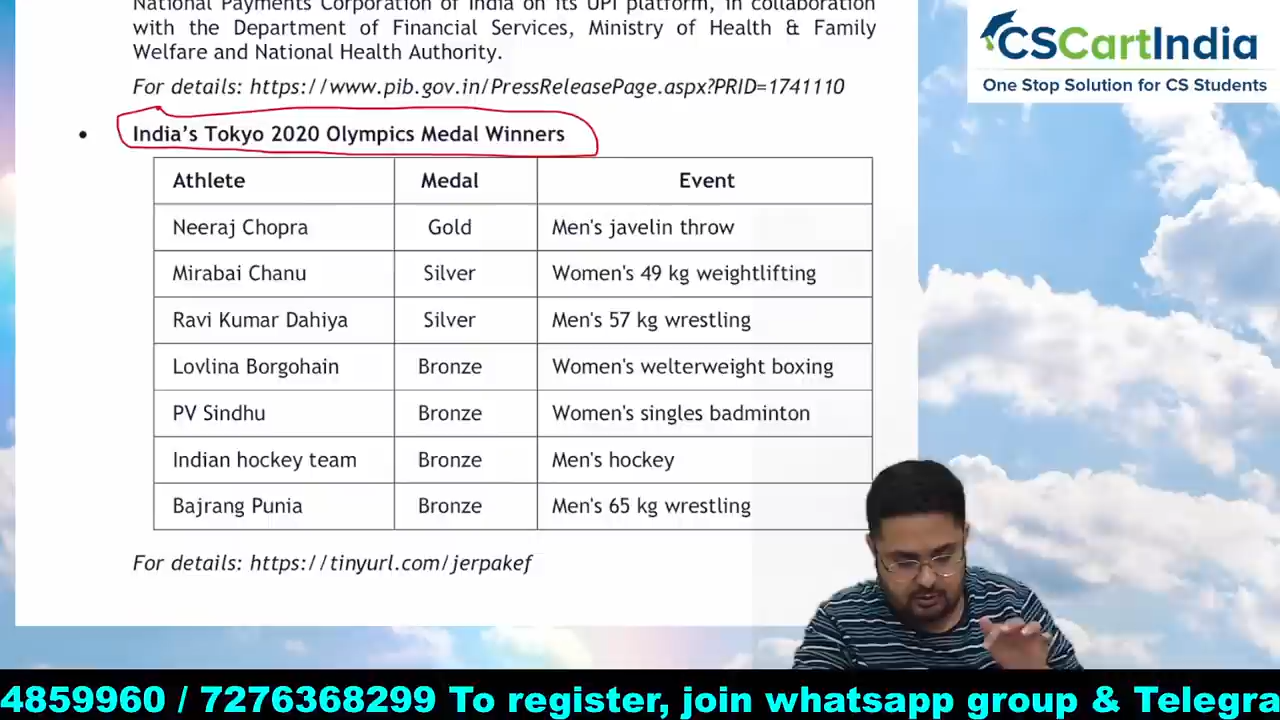 National Payments Corporation of India on its UPI platform, in collaboration
with the Department of Financial Services, Ministry of Health & Family
Welfare and National Health Authority.
For details: https://www.pib.gov.in/PressReleasePage.aspx?PRID=1741110
CSCartIndia
One Stop Solution for CS Students
• India's Tokyo 2020 Olympics Medal Winners
Athlete Medal Event
Neeraj Chopra Gold Men's javelin throw
Mirabai Chanu Silver Women's 49 kg weightlifting
Ravi Kumar Dahiya Silver Men's 57 kg wrestling
Lovlina Borgohain Bronze Women's welterweight boxing
PV Sindhu Bronze Women's singles badminton
Indian hockey team Bronze Men's hockey
Bajrang Punia Bronze Men's 65 kg wrestling
For details: https://tinyurl.com/jerpakef
4859960 / 7276368299 To register, join whatsapp group & Telegra